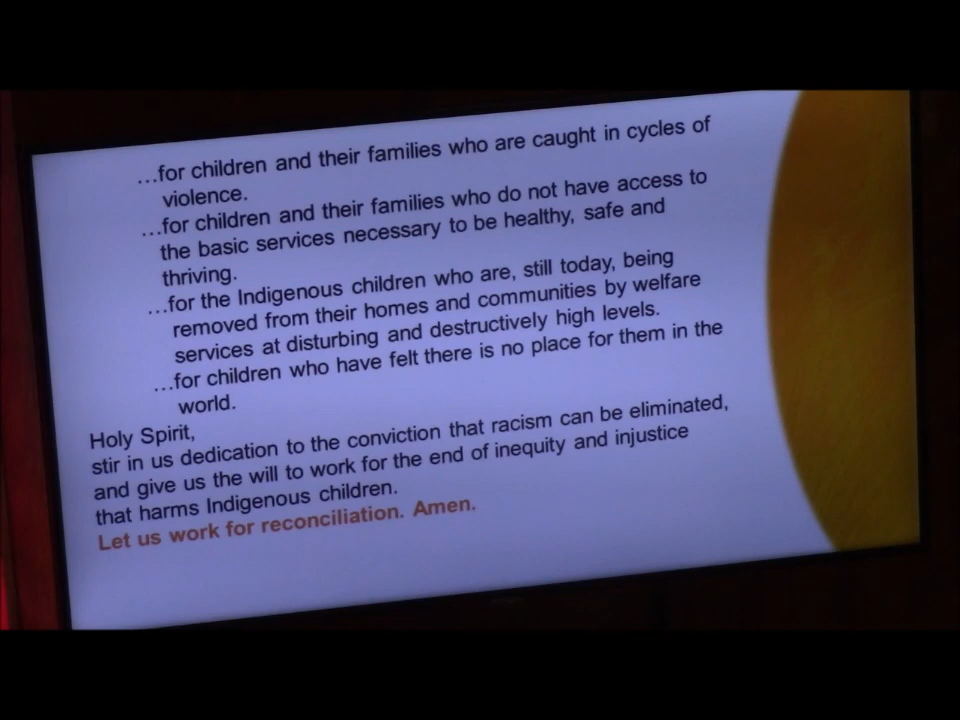 …for children and their families who are caught in cycles of
violence.
…for children and their families who do not have access to
the basic services necessary to be healthy, safe and
thriving.
…for the Indigenous children who are, still today, being
removed from their homes and communities by welfare
services at disturbing and destructively high levels.
…for children who have felt there is no place for them in the
world.
Holy Spirit,
stir in us dedication to the conviction that racism can be eliminated,
and give us the will to work for the end of inequity and injustice
that harms Indigenous children.
Let us work for reconciliation. Amen.